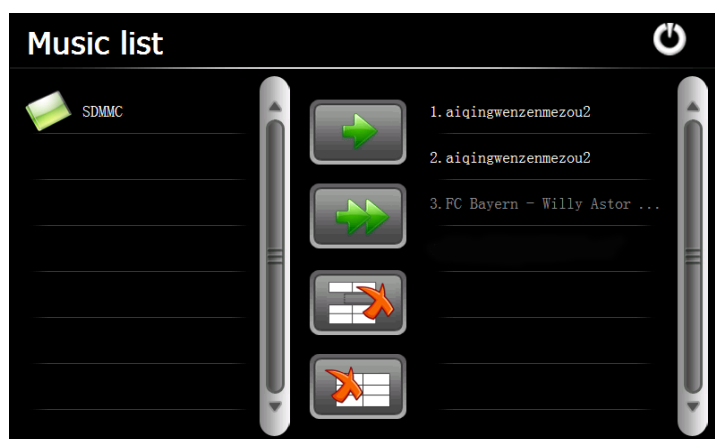 Music list
SDMMC
1.aiqingwenzenmezou2
2.aiqingwenzenmezou2
3.FC Bayern - Willy Astor ...